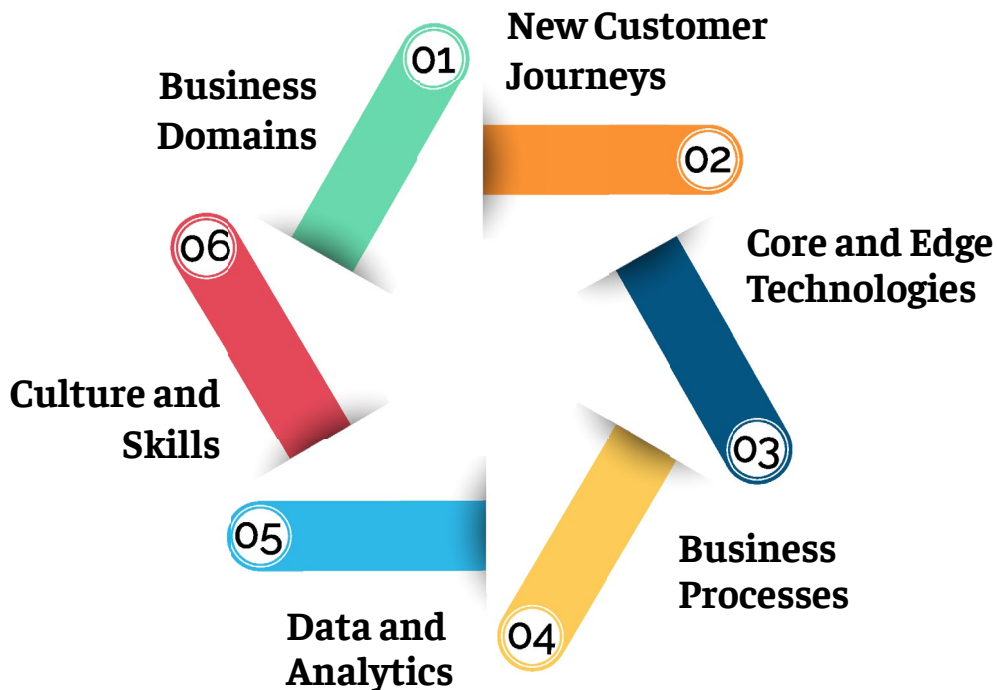 01
Business
Domains
02
New Customer
Journeys
03
Core and Edge
Technologies
04
Business
Processes
05
Data and
Analytics
06
Culture and
Skills